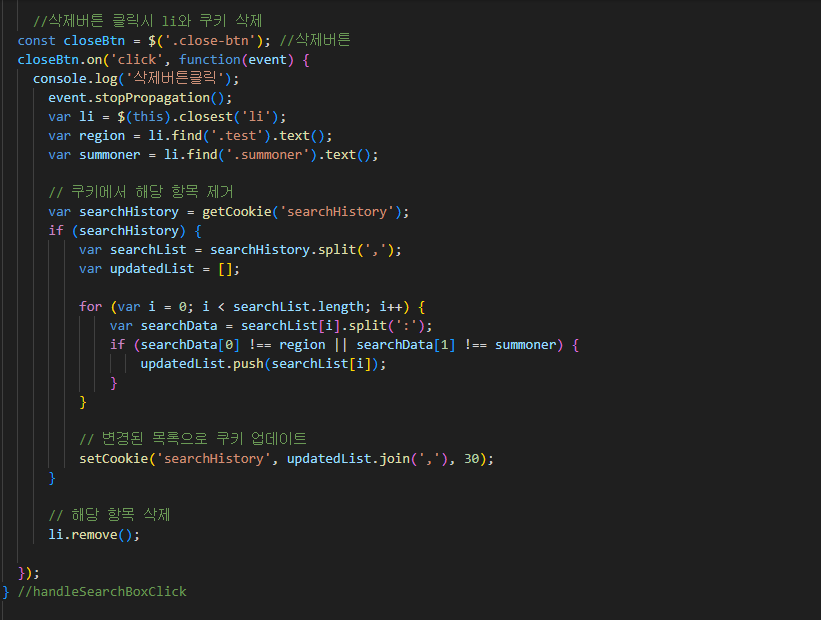 //삭제버튼 클릭시 li와 쿠키 삭제
const closeBtn = $('.close-btn'); //삭제버튼
closeBtn.on('click', function(event) {
console.log('삭제버튼클릭');
event.stopPropagation();
var li = $(this).closest('li');
var region = li.find('.test').text();
var summoner = li.find('.summoner').text();
// 쿠키에서 해당 항목 제거
var searchHistory = getCookie('searchHistory');
if (searchHistory) {
var searchList = searchHistory.split(',');
var updatedList = [];
for (var i = 0; i < searchList.length; i++) {
var searchData = searchList[i].split(':');
if (searchData[0] !== region || searchData[1] !== summoner) {
updatedList.push(searchList[i]);
}
}
// 변경된 목록으로 쿠키 업데이트
setCookie('searchHistory', updatedList.join(','), 30);
}
// 해당 항목 삭제
li.remove();
});
} //handleSearchBoxClick